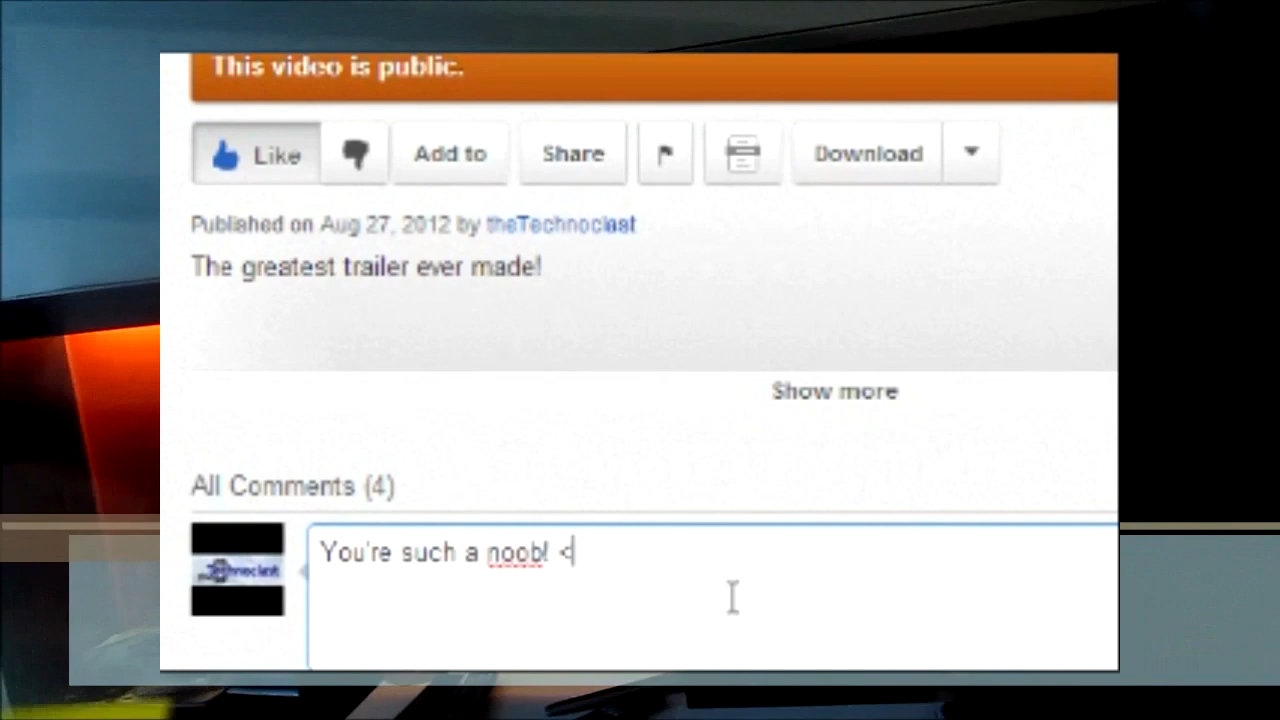 This video is public.
Like Add to Share Download
Published on Aug 27, 2012 by theTechnoclast
The greatest trailer ever made!
Show more
All Comments (4)
Technoclast
You're such a noob! <